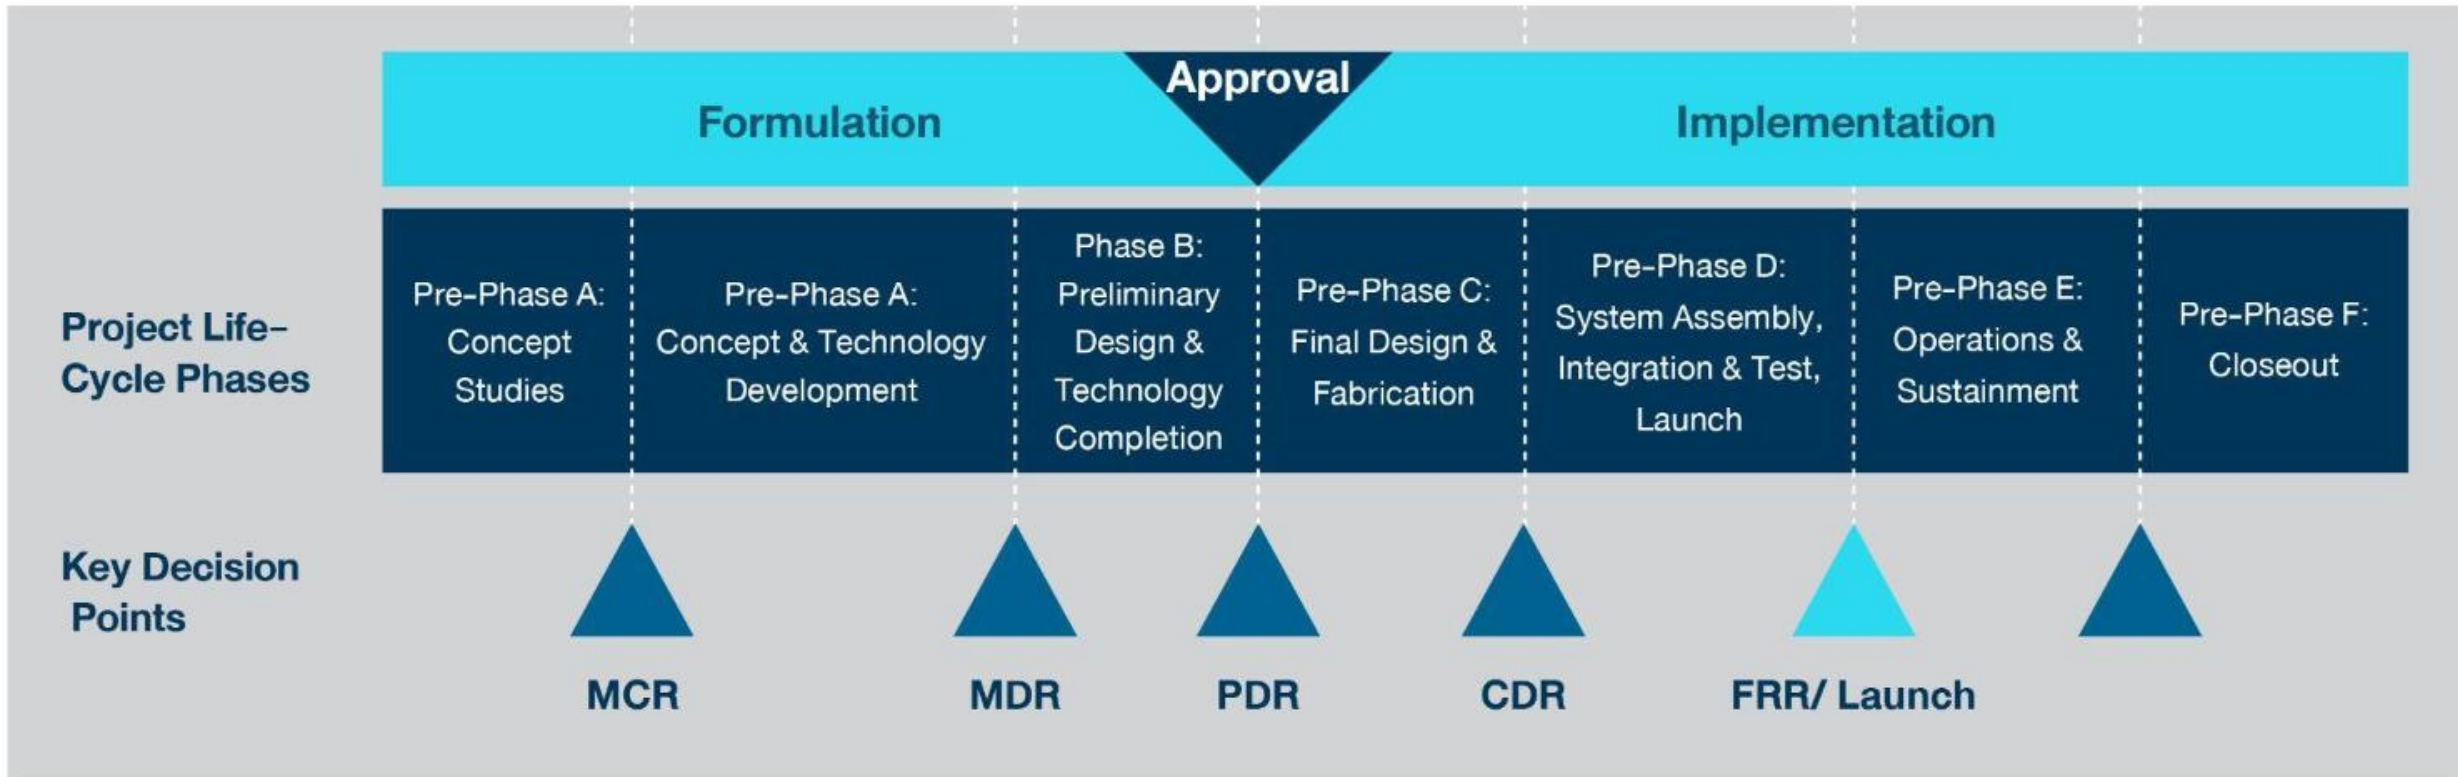 Approval
Formulation
Implementation
Project Life-
Cycle Phases
Pre-Phase A:
Concept
Studies
Pre-Phase A:
Concept & Technology
Development
Phase B:
Preliminary
Design &
Technology
Completion
Pre-Phase C:
Final Design &
Fabrication
Pre-Phase D:
System Assembly,
Integration & Test,
Launch
Pre-Phase E:
Operations &
Sustainment
Pre-Phase F:
Closeout
Key Decision
Points
MCR
MDR
PDR
CDR
FRR/ Launch